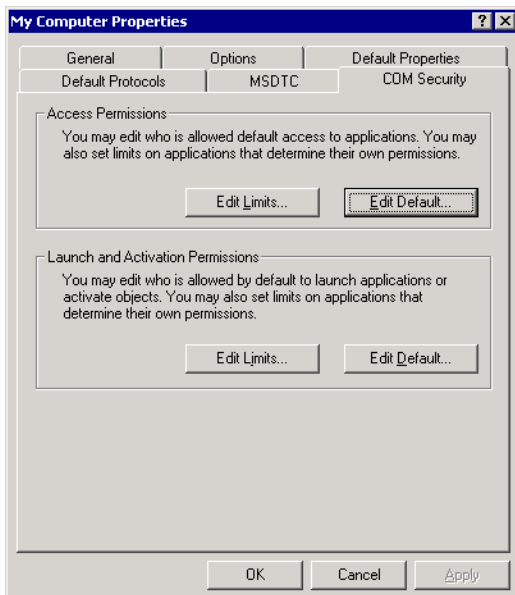 My Computer Properties
General Options Default Properties
Default Protocols MSDTC COM Security
Access Permissions
You may edit who is allowed default access to applications. You may
also set limits on applications that determine their own permissions.
Edit Limits... Edit Default...
Launch and Activation Permissions
You may edit who is allowed by default to launch applications or
activate objects. You may also set limits on applications that
determine their own permissions.
Edit Limits... Edit Default...
OK Cancel Apply